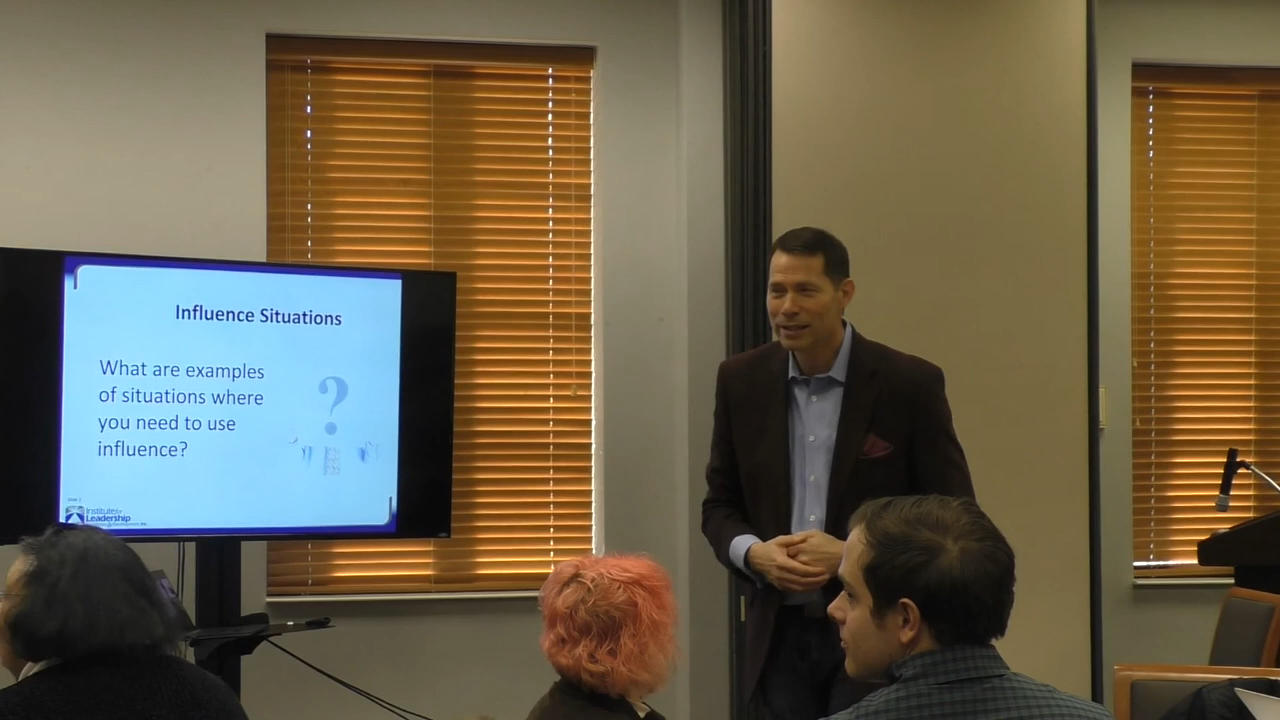 Influence Situations
What are examples
of situations where
you need to use
influence?
?
Institute for
Leadership